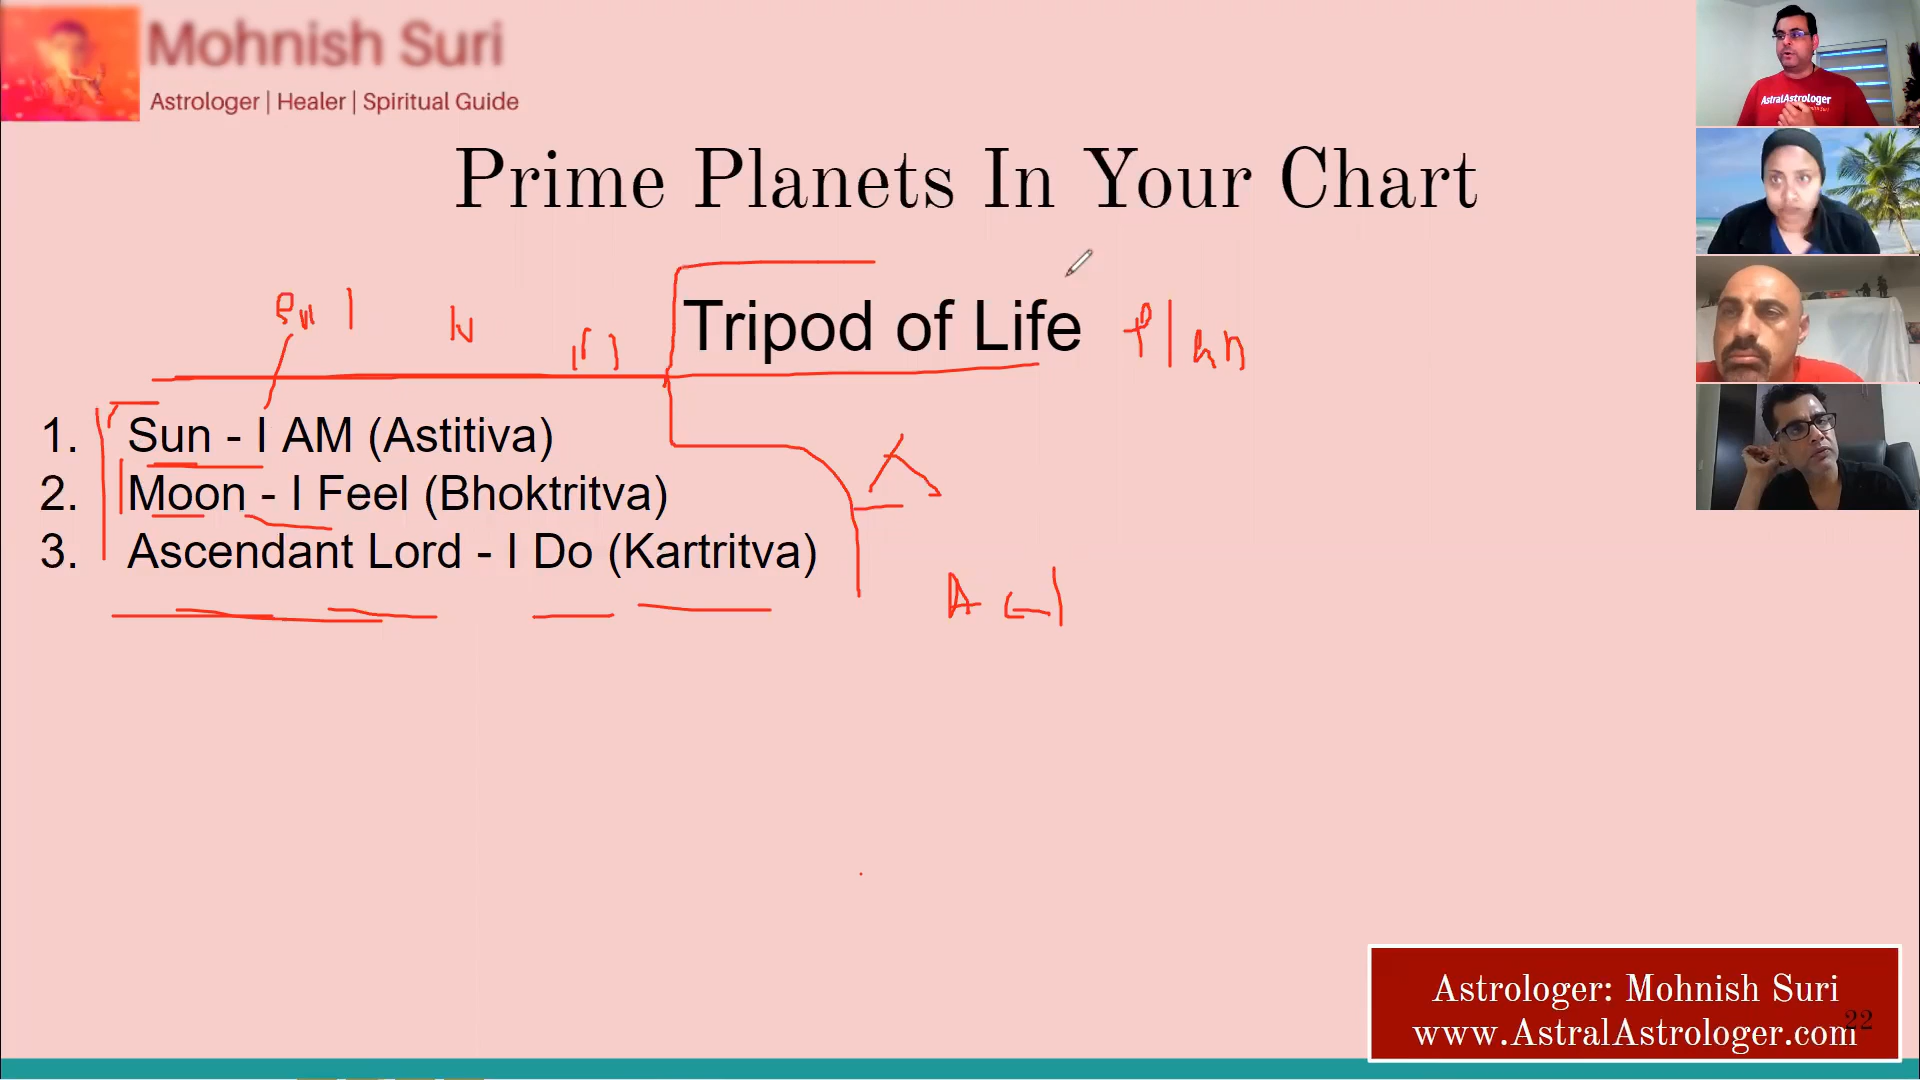 Mohnish Suri
Astrologer | Healer | Spiritual Guide
AstralAstrologer
Prime Planets In Your Chart
Tripod of Life
Plan
1. Sun - I AM (Astitiva)
2. Moon - I Feel (Bhoktritva)
3. Ascendant Lord - I Do (Kartritva)
Astrologer: Mohnish Suri
www.AstralAstrologer.com
22